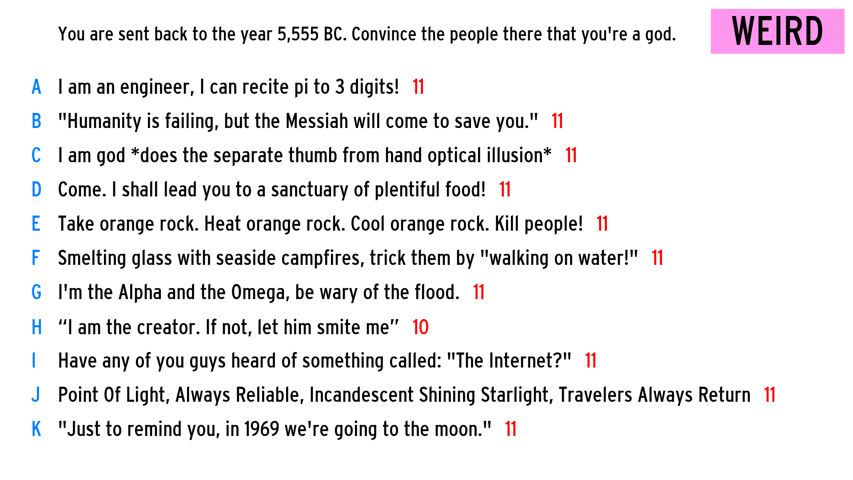 You are sent back to the year 5,555 BC. Convince the people there that you're a god.
WEIRD
A I am an engineer, I can recite pi to 3 digits! 11
B "Humanity is failing, but the Messiah will come to save you." 11
C I am god *does the separate thumb from hand optical illusion* 11
D Come. I shall lead you to a sanctuary of plentiful food! 11
E Take orange rock. Heat orange rock. Cool orange rock. Kill people! 11
F Smelting glass with seaside campfires, trick them by "walking on water!" 11
G I'm the Alpha and the Omega, be wary of the flood. 11
H “I am the creator. If not, let him smite me” 10
I Have any of you guys heard of something called: "The Internet?" 11
J Point Of Light, Always Reliable, Incandescent Shining Starlight, Travelers Always Return 11
K "Just to remind you, in 1969 we're going to the moon." 11